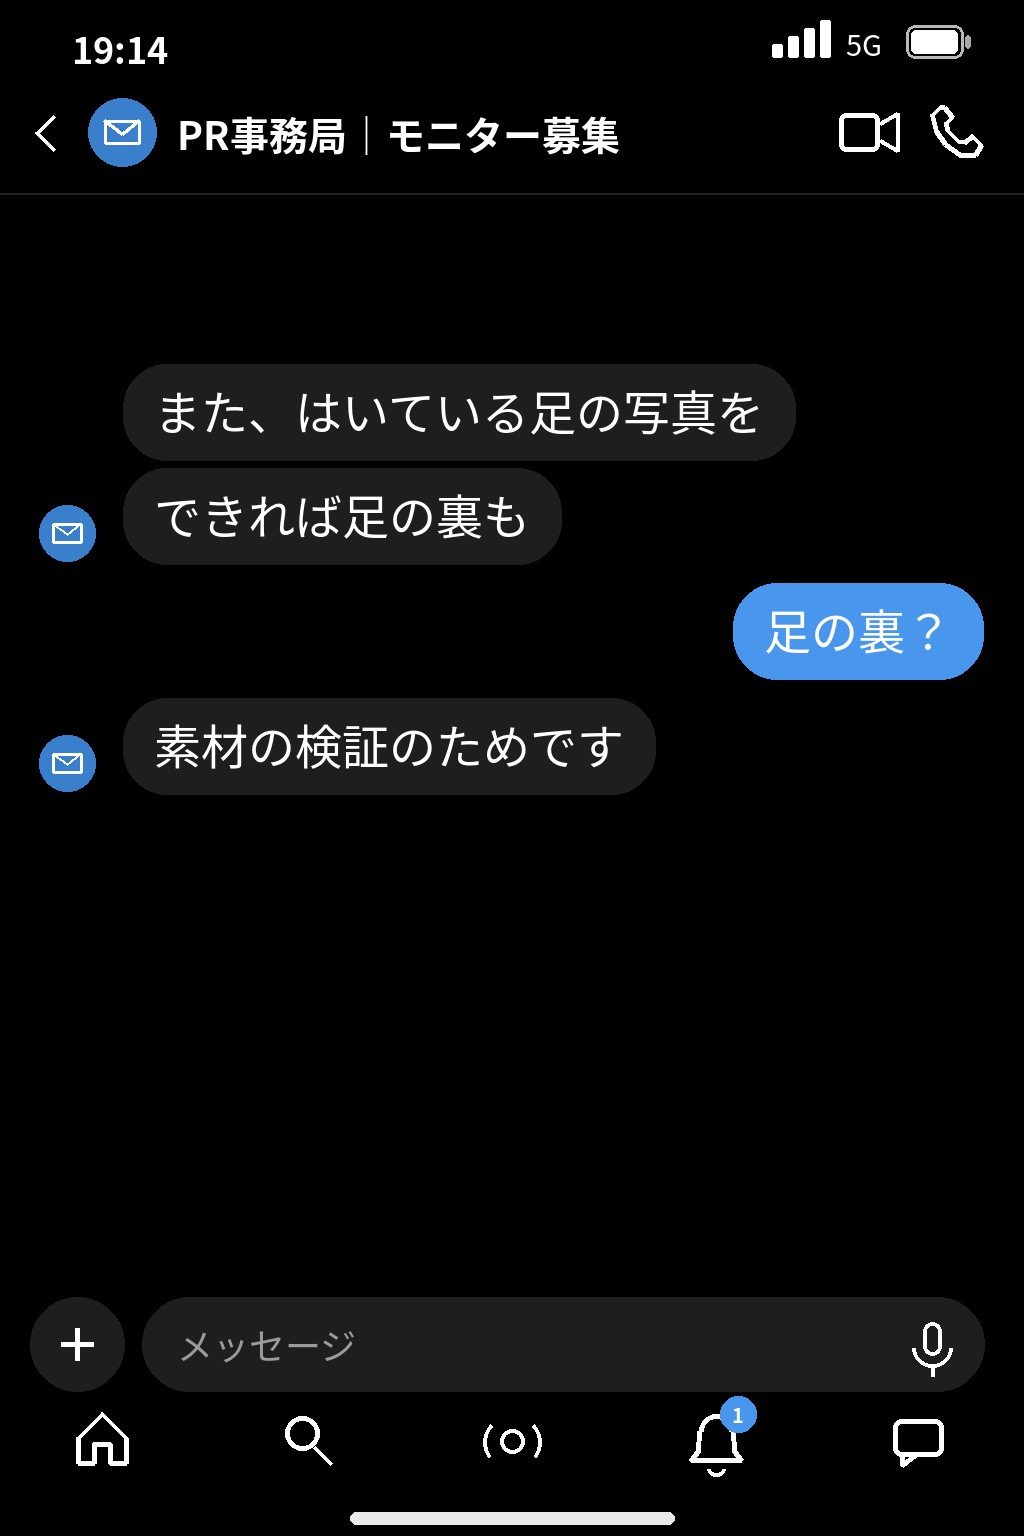 19:14
5G
PR事務局｜モニター募集
また、はいている足の写真を
できれば足の裏も
足の裏？
素材の検証のためです
メッセージ
1